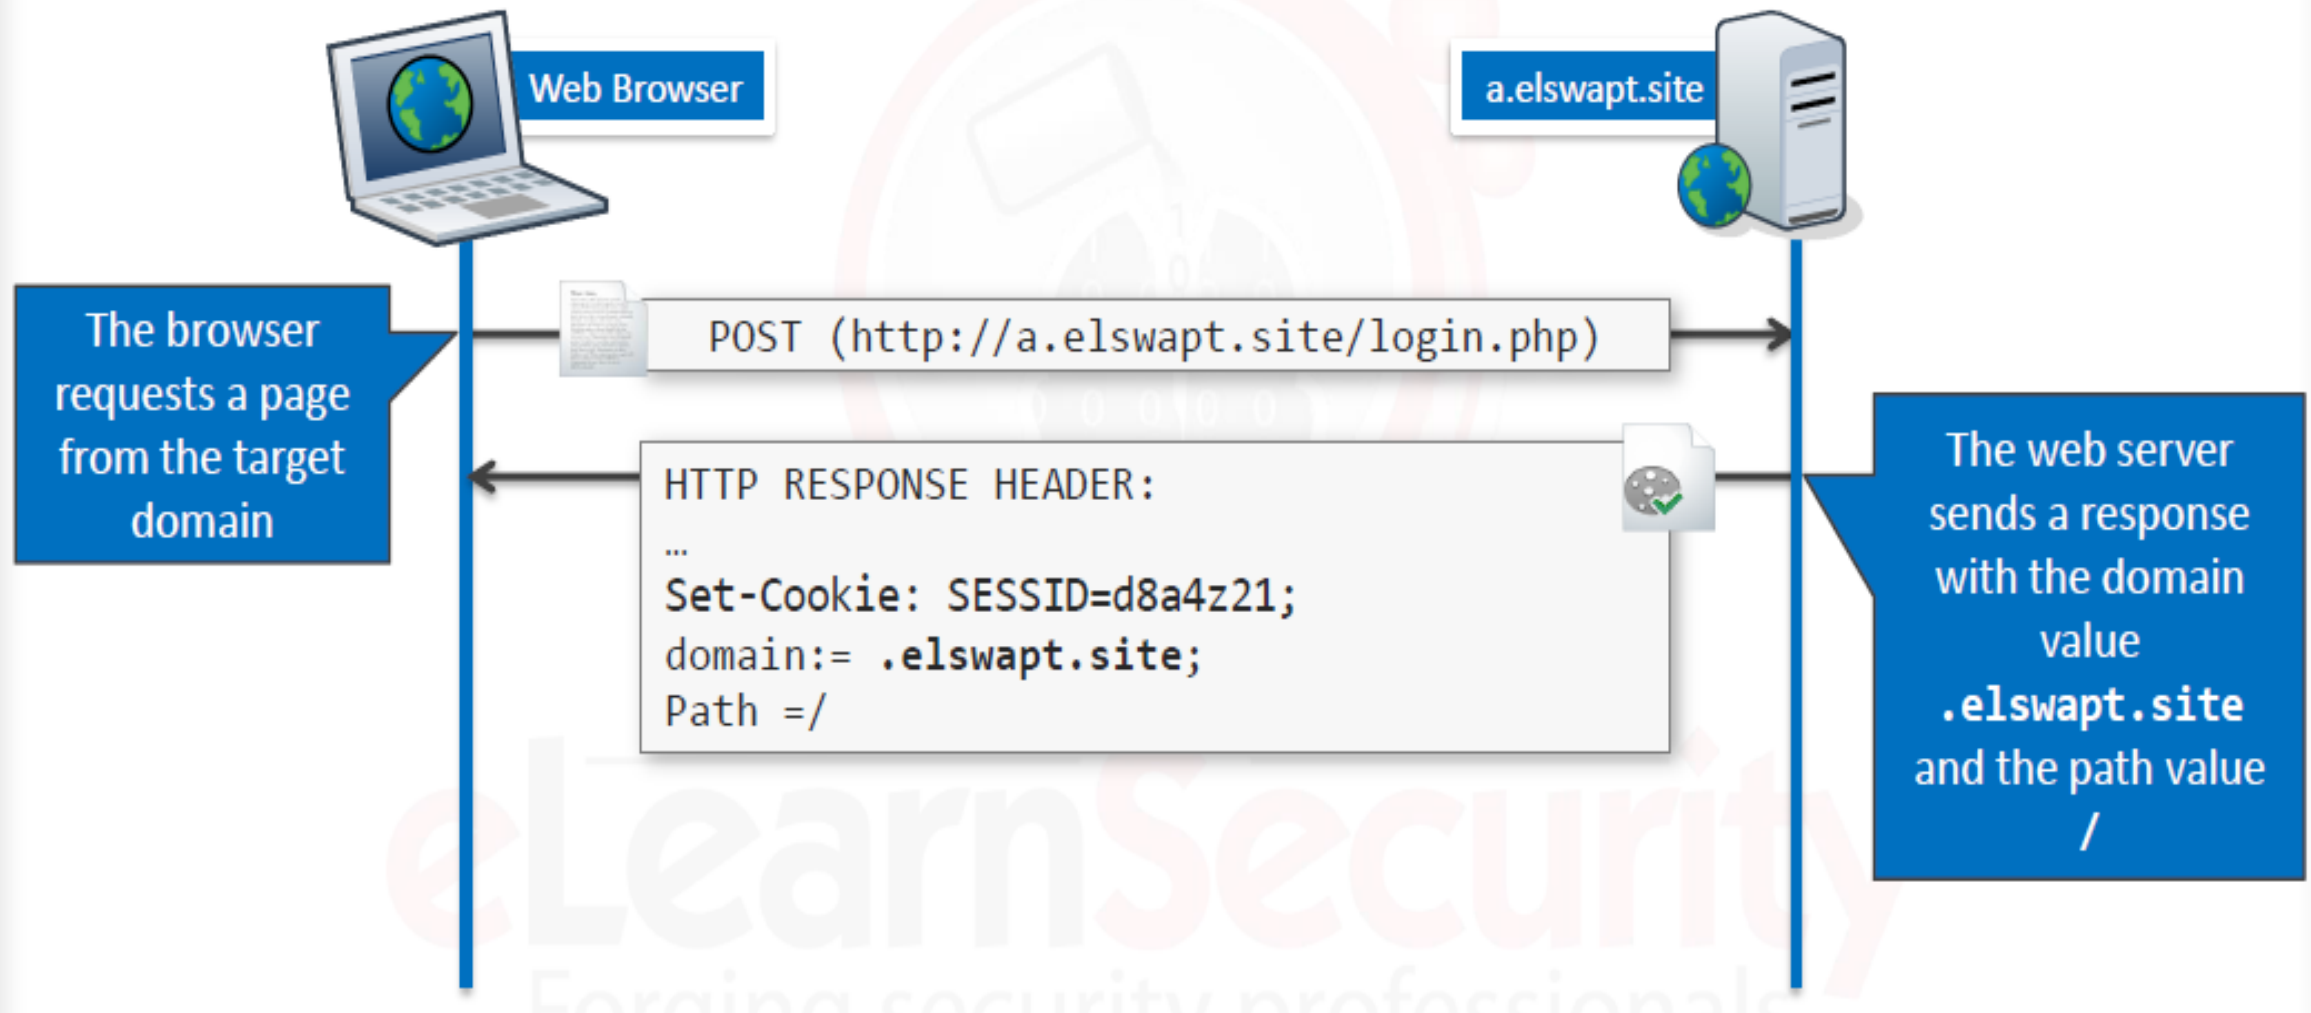 Web Browser
a.elswapt.site
The browser
requests a page
from the target
domain
POST (http://a.elswapt.site/login.php)
HTTP RESPONSE HEADER:
…
Set-Cookie: SESSID=d8a4z21;
domain:= .elswapt.site;
Path =/
The web server
sends a response
with the domain
value
.elswapt.site
and the path value
/
eLearnSecurity
Forging security professionals